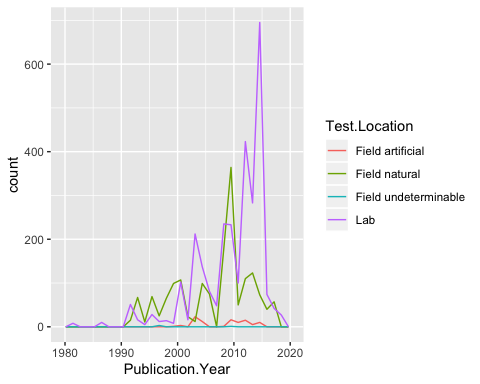 600
400
200
0
count
1980 1990 2000 2010 2020
Publication.Year
Test.Location
Field artificial
Field natural
Field undeterminable
Lab